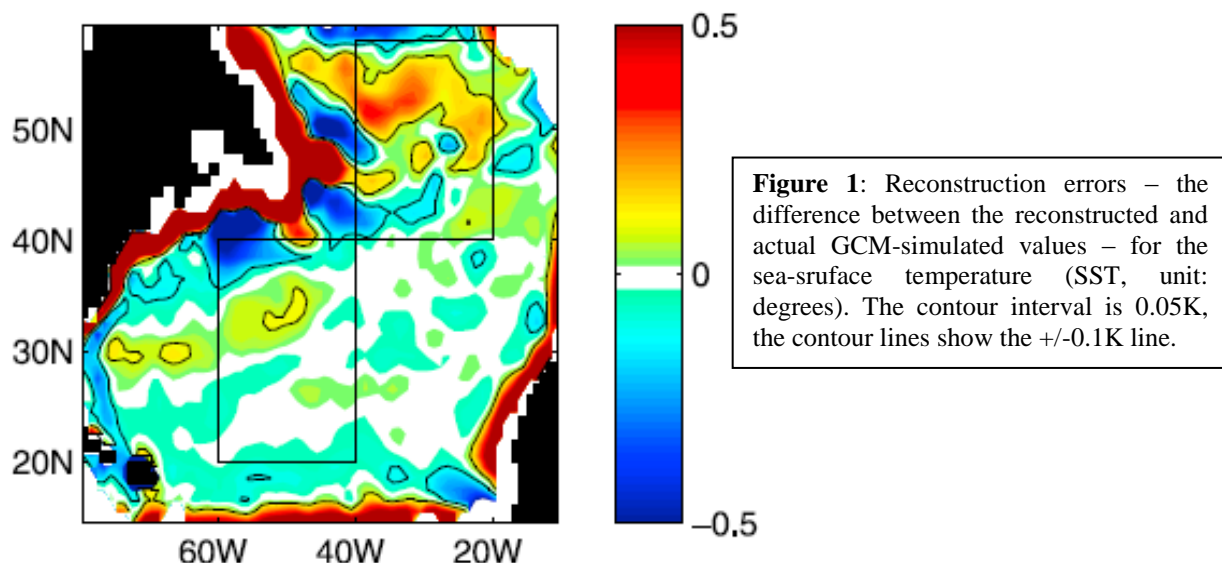 50N
40N
30N
20N
60W 40W 20W
0.5
0
−0.5
Figure 1: Reconstruction errors – the
difference between the reconstructed and
actual GCM-simulated values – for the
sea-sruface temperature (SST, unit:
degrees). The contour interval is 0.05K,
the contour lines show the +/-0.1K line.